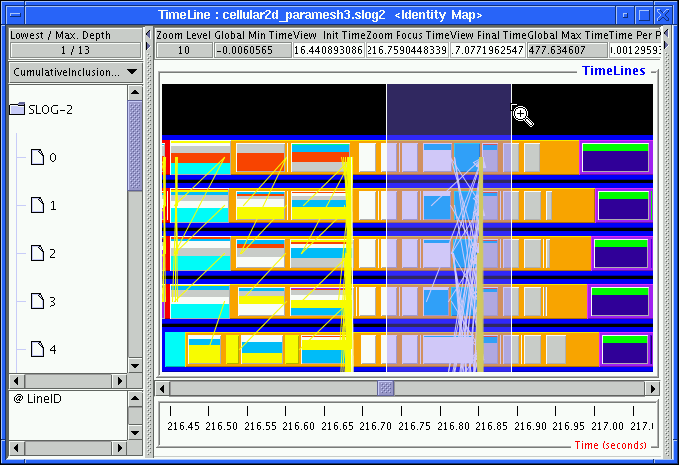 TimeLine : cellular2d_paramesh3.slog2 <Identity Map>
Lowest / Max. Depth
1 / 13
CumulativeInclusion...
SLOG-2
0
1
2
3
4
@ LineID
Zoom Level Global Min Time View Init Time Zoom Focus Time View Final Time Global Max Time Time Per P
10 -0.0060565 16.440893086 216.7590448339 .7.0771962547 477.634607 0.00129593
TimeLines
216.45 216.50 216.55 216.60 216.65 216.70 216.75 216.80 216.85 216.90 216.95 217.00 217.0
Time (seconds)